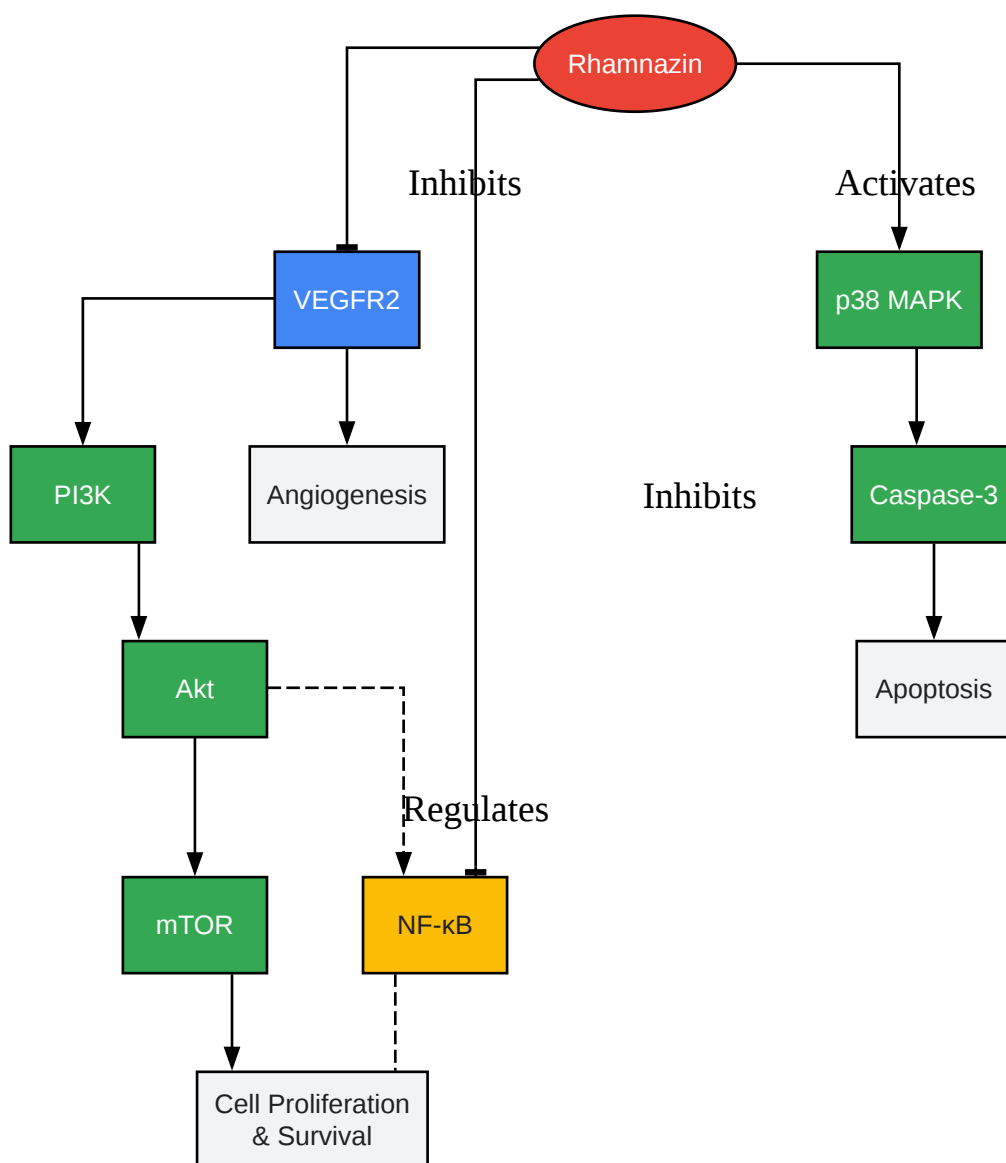 Rhamnazin
Inhibits
Activates
VEGFR2
p38 MAPK
PI3K
Angiogenesis
Inhibits
Caspase-3
Akt
Apoptosis
Regulates
mTOR
NF-κB
Cell Proliferation
& Survival